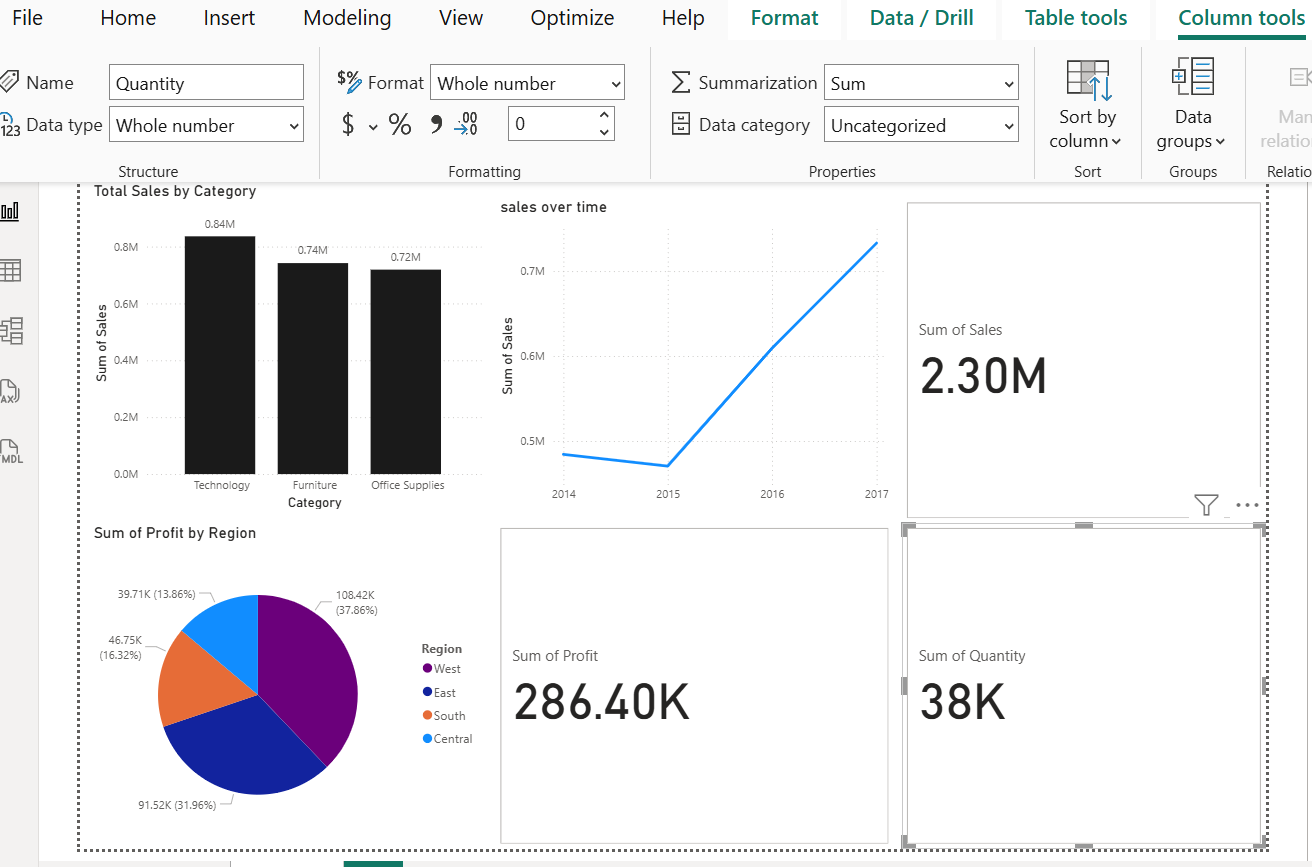 File Home Insert Modeling View Optimize Help Format Data / Drill Table tools Column tools
Name Quantity
$% Format Whole number
Summarization Sum
123 Data type Whole number
$ % 9 .00 0
Data category Uncategorized
Sort by
column
Data
groups
Man
relatio
Structure Formatting Properties Sort Groups Relatio
Total Sales by Category
0.84M
0.74M
0.72M
0.8M
0.6M
0.4M
0.2M
0.0M
Sum of Sales
Technology Furniture Office Supplies
Category
sales over time
0.7M
0.6M
0.5M
Sum of Sales
2014 2015 2016 2017
Sum of Sales
2.30M
Sum of Profit by Region
39.71K (13.86%)
108.42K
(37.86%)
46.75K
(16.32%)
91.52K (31.96%)
Region
West
East
South
Central
Sum of Profit
286.40K
Sum of Quantity
38K
AX
MDL